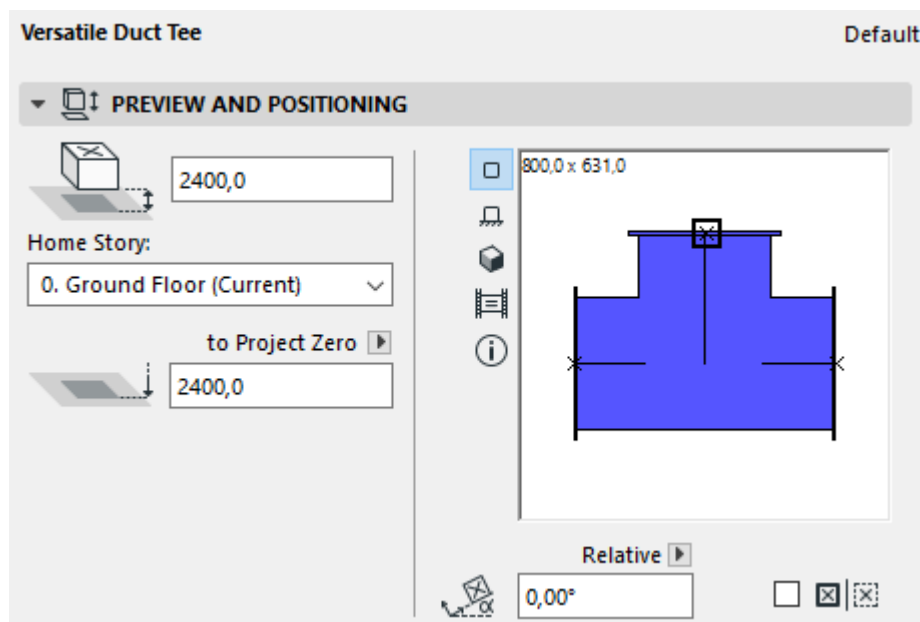 Versatile Duct Tee
Default
PREVIEW AND POSITIONING
2400,0
Home Story:
0. Ground Floor (Current)
to Project Zero
2400,0
800,0 x 631,0
Relative
α
0,00°